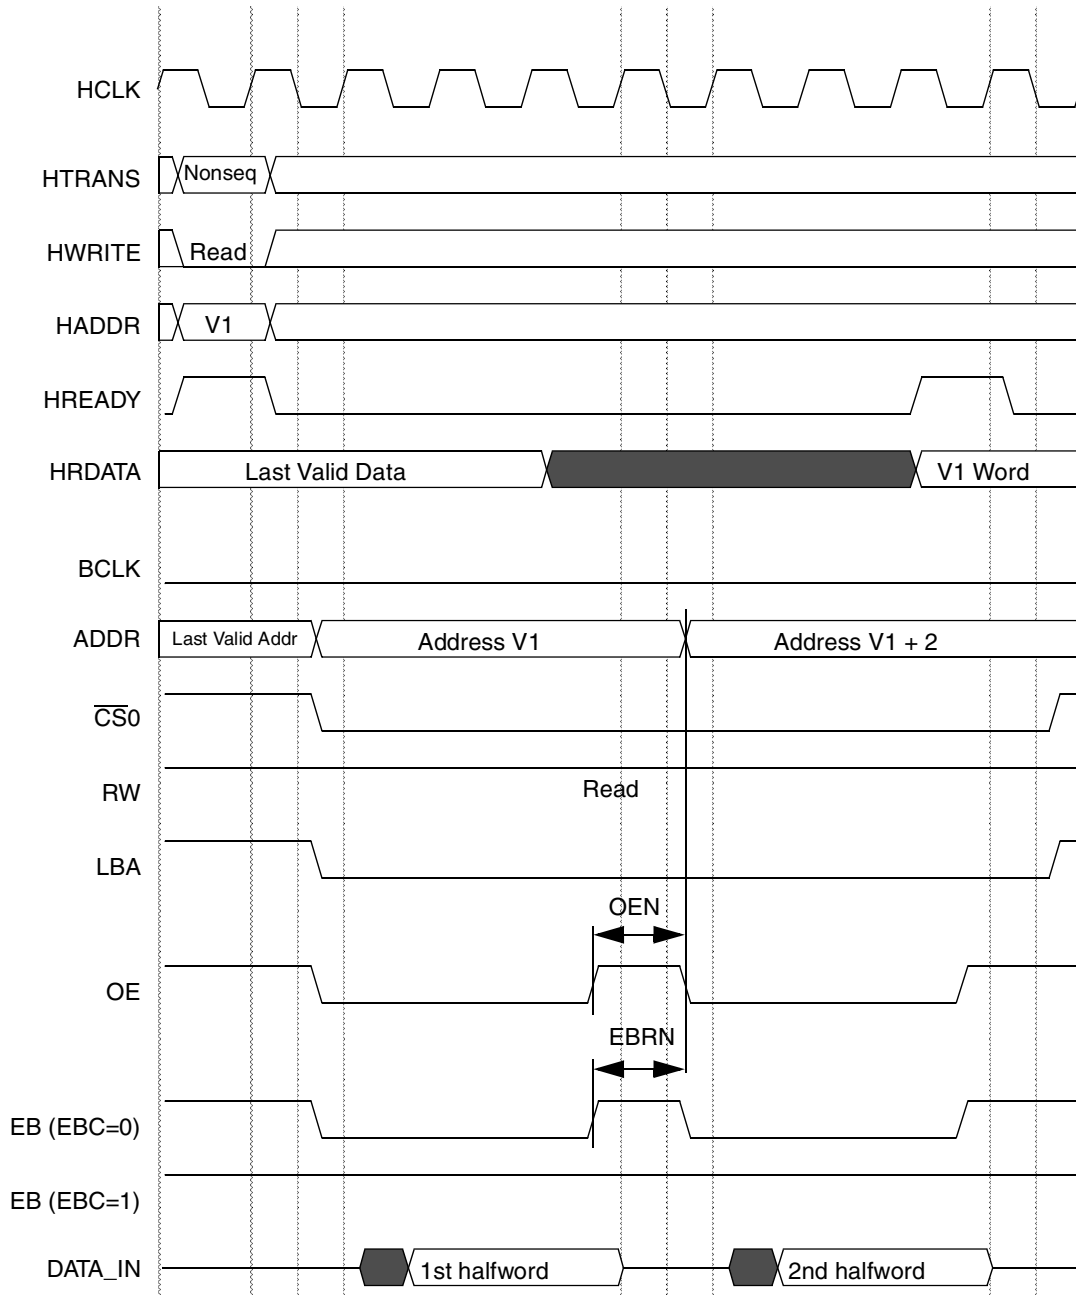 HCLK
HTRANS Nonseq
HWRITE Read
HADDR V1
HREADY
HRDATA Last Valid Data V1 Word
BCLK
ADDR Last Valid Addr Address V1 Address V1 + 2
CS0
RW Read
LBA
OEN
OE
EBRN
EB (EBC=0)
EB (EBC=1)
DATA_IN 1st halfword 2nd halfword